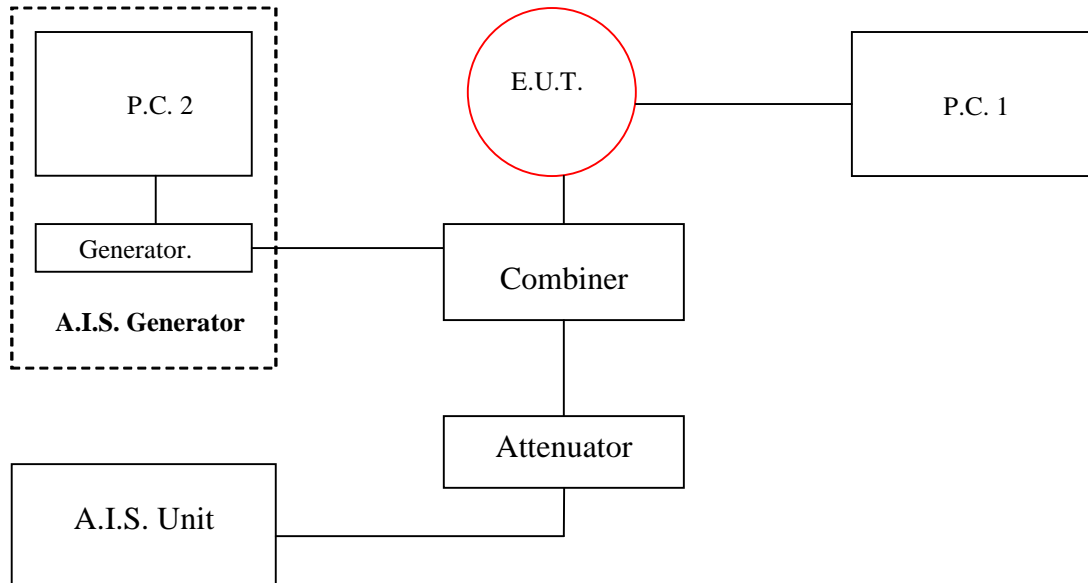 P.C. 2
E.U.T.
P.C. 1
Generator.
Combiner
A.I.S. Generator
Attenuator
A.I.S. Unit